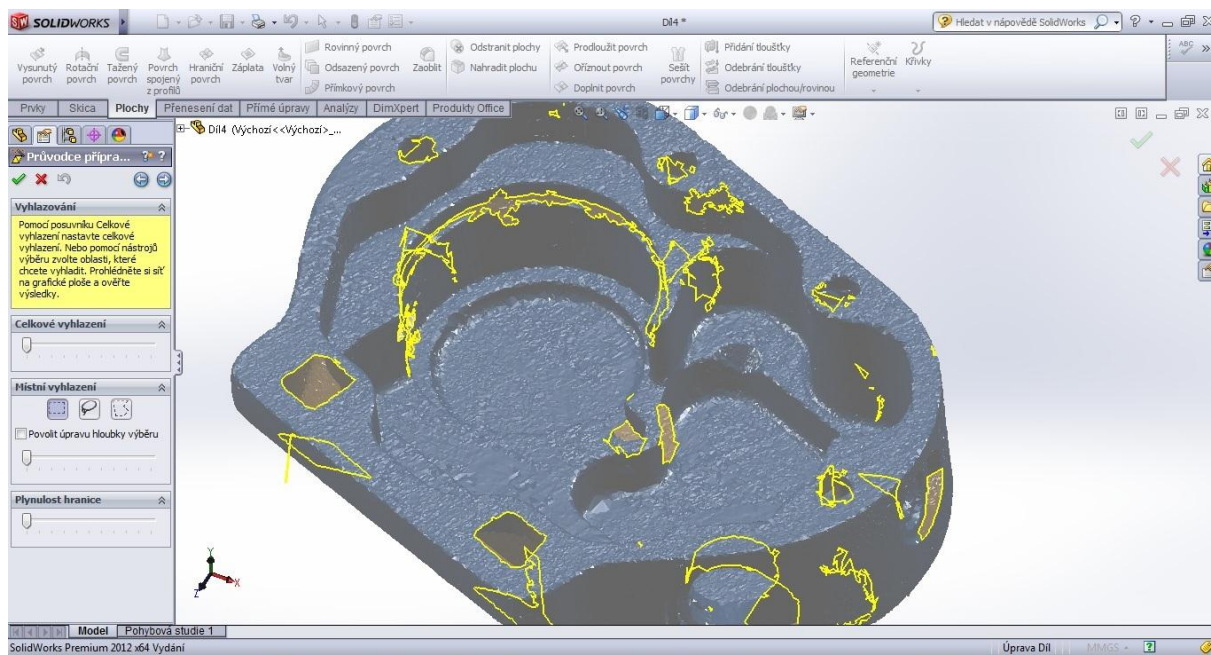 SOLIDWORKS
Díl4 *
Hledat v nápovědě SolidWorks
Vysunutý povrch
Rotační povrch
Tažený povrch
Povrch spojený z profilů
Hraniční povrch
Záplata
Volný tvar
Rovinný povrch
Odsazený povrch
Přímkový povrch
Zaoblit
Odstranit plochy
Nahradit plochu
Prodloužit povrch
Oříznout povrch
Doplnit povrch
Sešít povrchy
Přidání tloušťky
Odebrání tloušťky
Odebrání plochou/rovinou
Referenční geometrie
Křivky
ABC
Prvky
Skica
Plochy
Přenesení dat
Přímé úpravy
Analýzy
DimXpert
Produkty Office
Díl4 (Výchozí<<Výchozí>_...
Průvodce přípra...
Vyhlazování
Pomocí posuvníku Celkové
vyhlazení nastavte celkové
vyhlazení. Nebo pomocí nástrojů
výběru zvolte oblasti, které
chcete vyhladit. Prohlédněte si síť
na grafické ploše a ověřte
výsledky.
Celkové vyhlazení
Místní vyhlazení
Povolit úpravu hloubky výběru
Plynulost hranice
Y
X
Z
Model
Pohybová studie 1
SolidWorks Premium 2012 x64 Vydání
Úprava Díl
MMGS